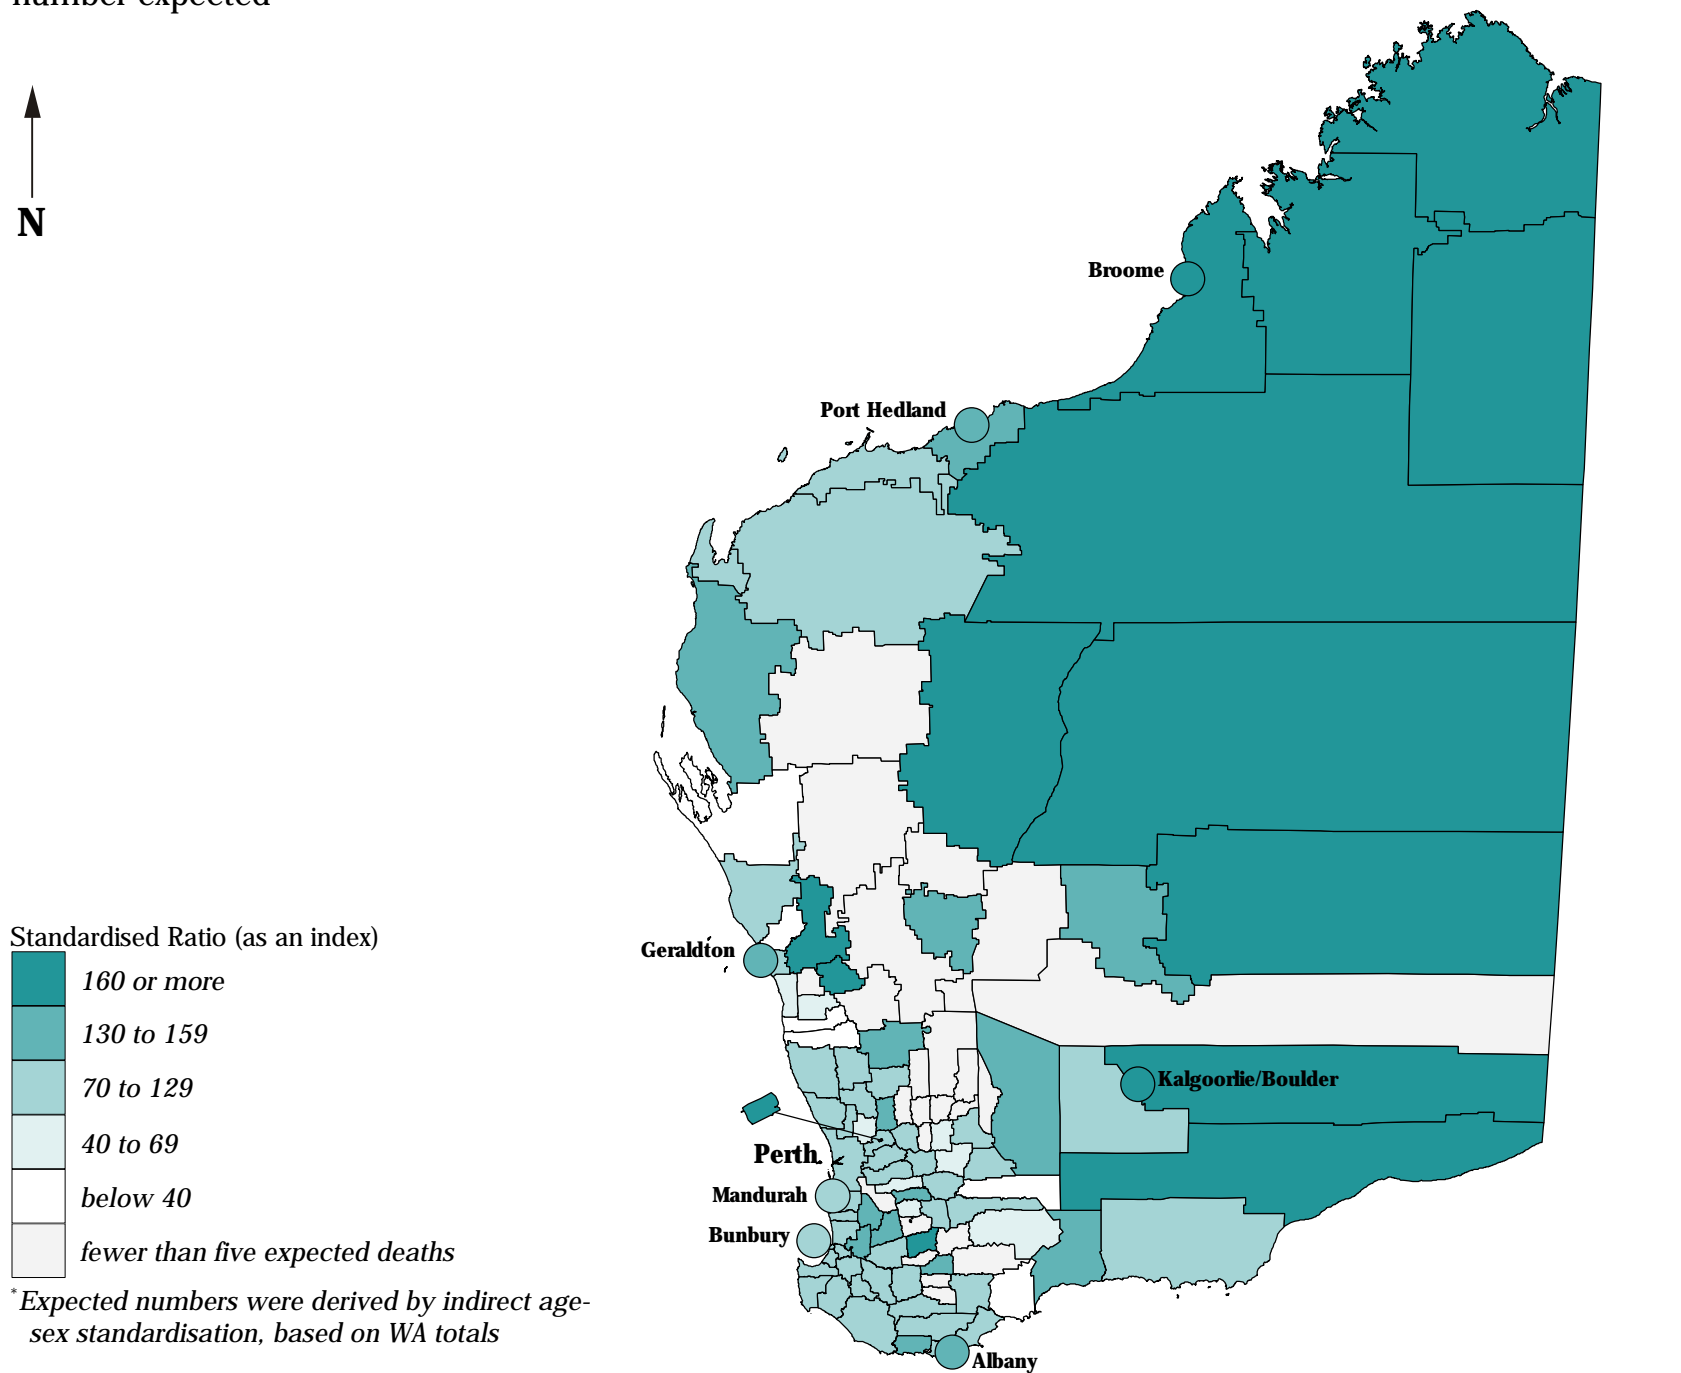 number expected
N
Broome
Port Hedland
Geraldton
Kalgoorlie/Boulder
Perth
Mandurah
Bunbury
Albany
Standardised Ratio (as an index)
160 or more
130 to 159
70 to 129
40 to 69
below 40
fewer than five expected deaths
*Expected numbers were derived by indirect age-
sex standardisation, based on WA totals